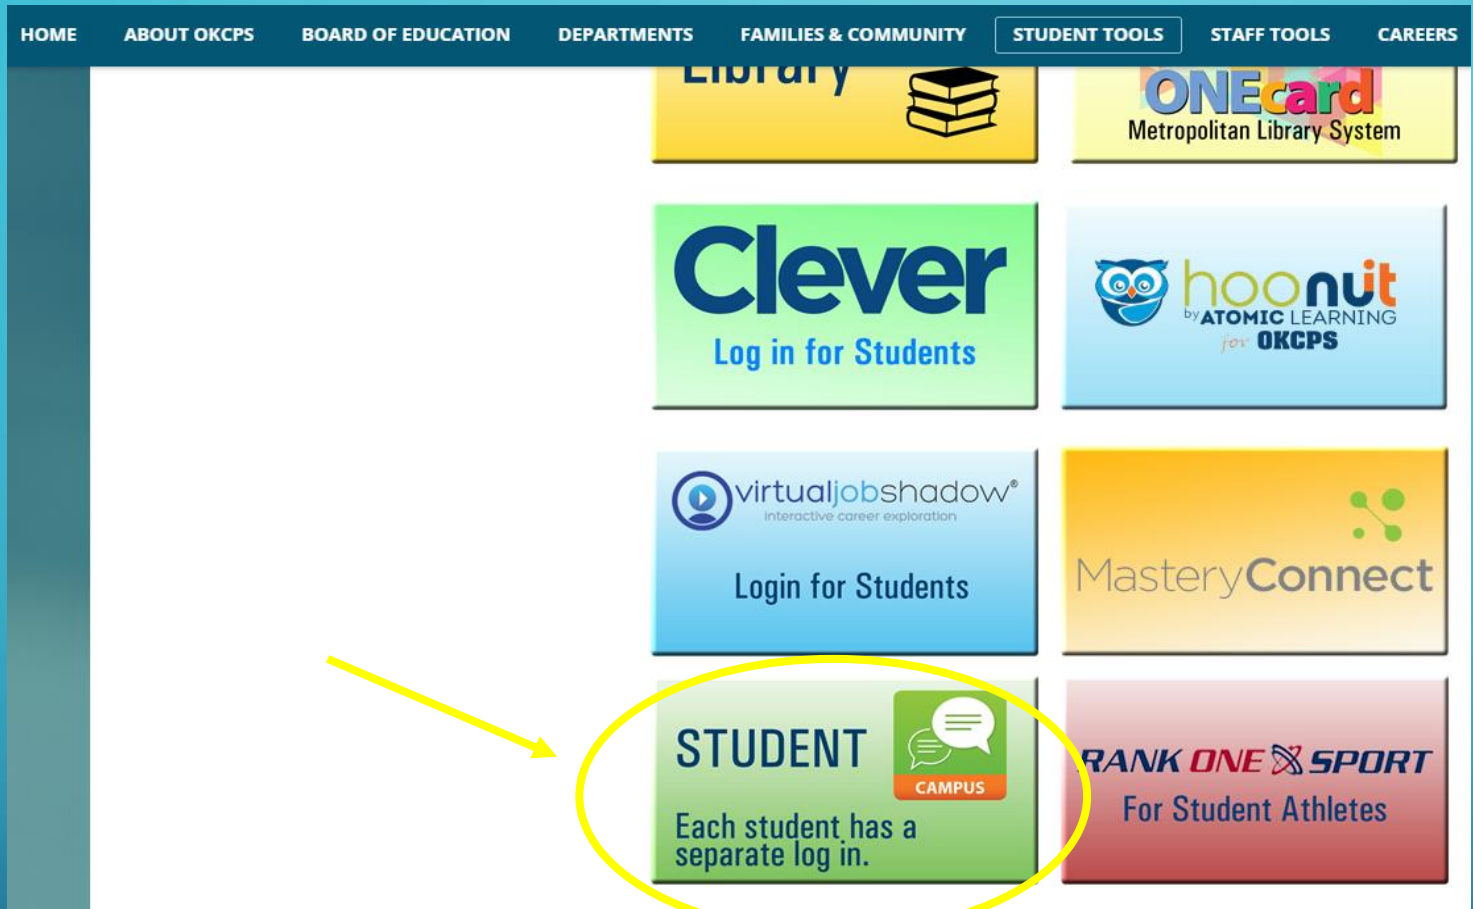 HOME ABOUT OKCPS BOARD OF EDUCATION DEPARTMENTS FAMILIES & COMMUNITY STUDENT TOOLS STAFF TOOLS CAREERS
Library
ONEcard
Metropolitan Library System
Clever
Log in for Students
hoonuit
by ATOMIC LEARNING
for OKCPS
virtualjobshadow®
interactive career exploration
Login for Students
MasteryConnect
STUDENT
CAMPUS
Each student has a
separate log in.
RANK ONE SPORT
For Student Athletes